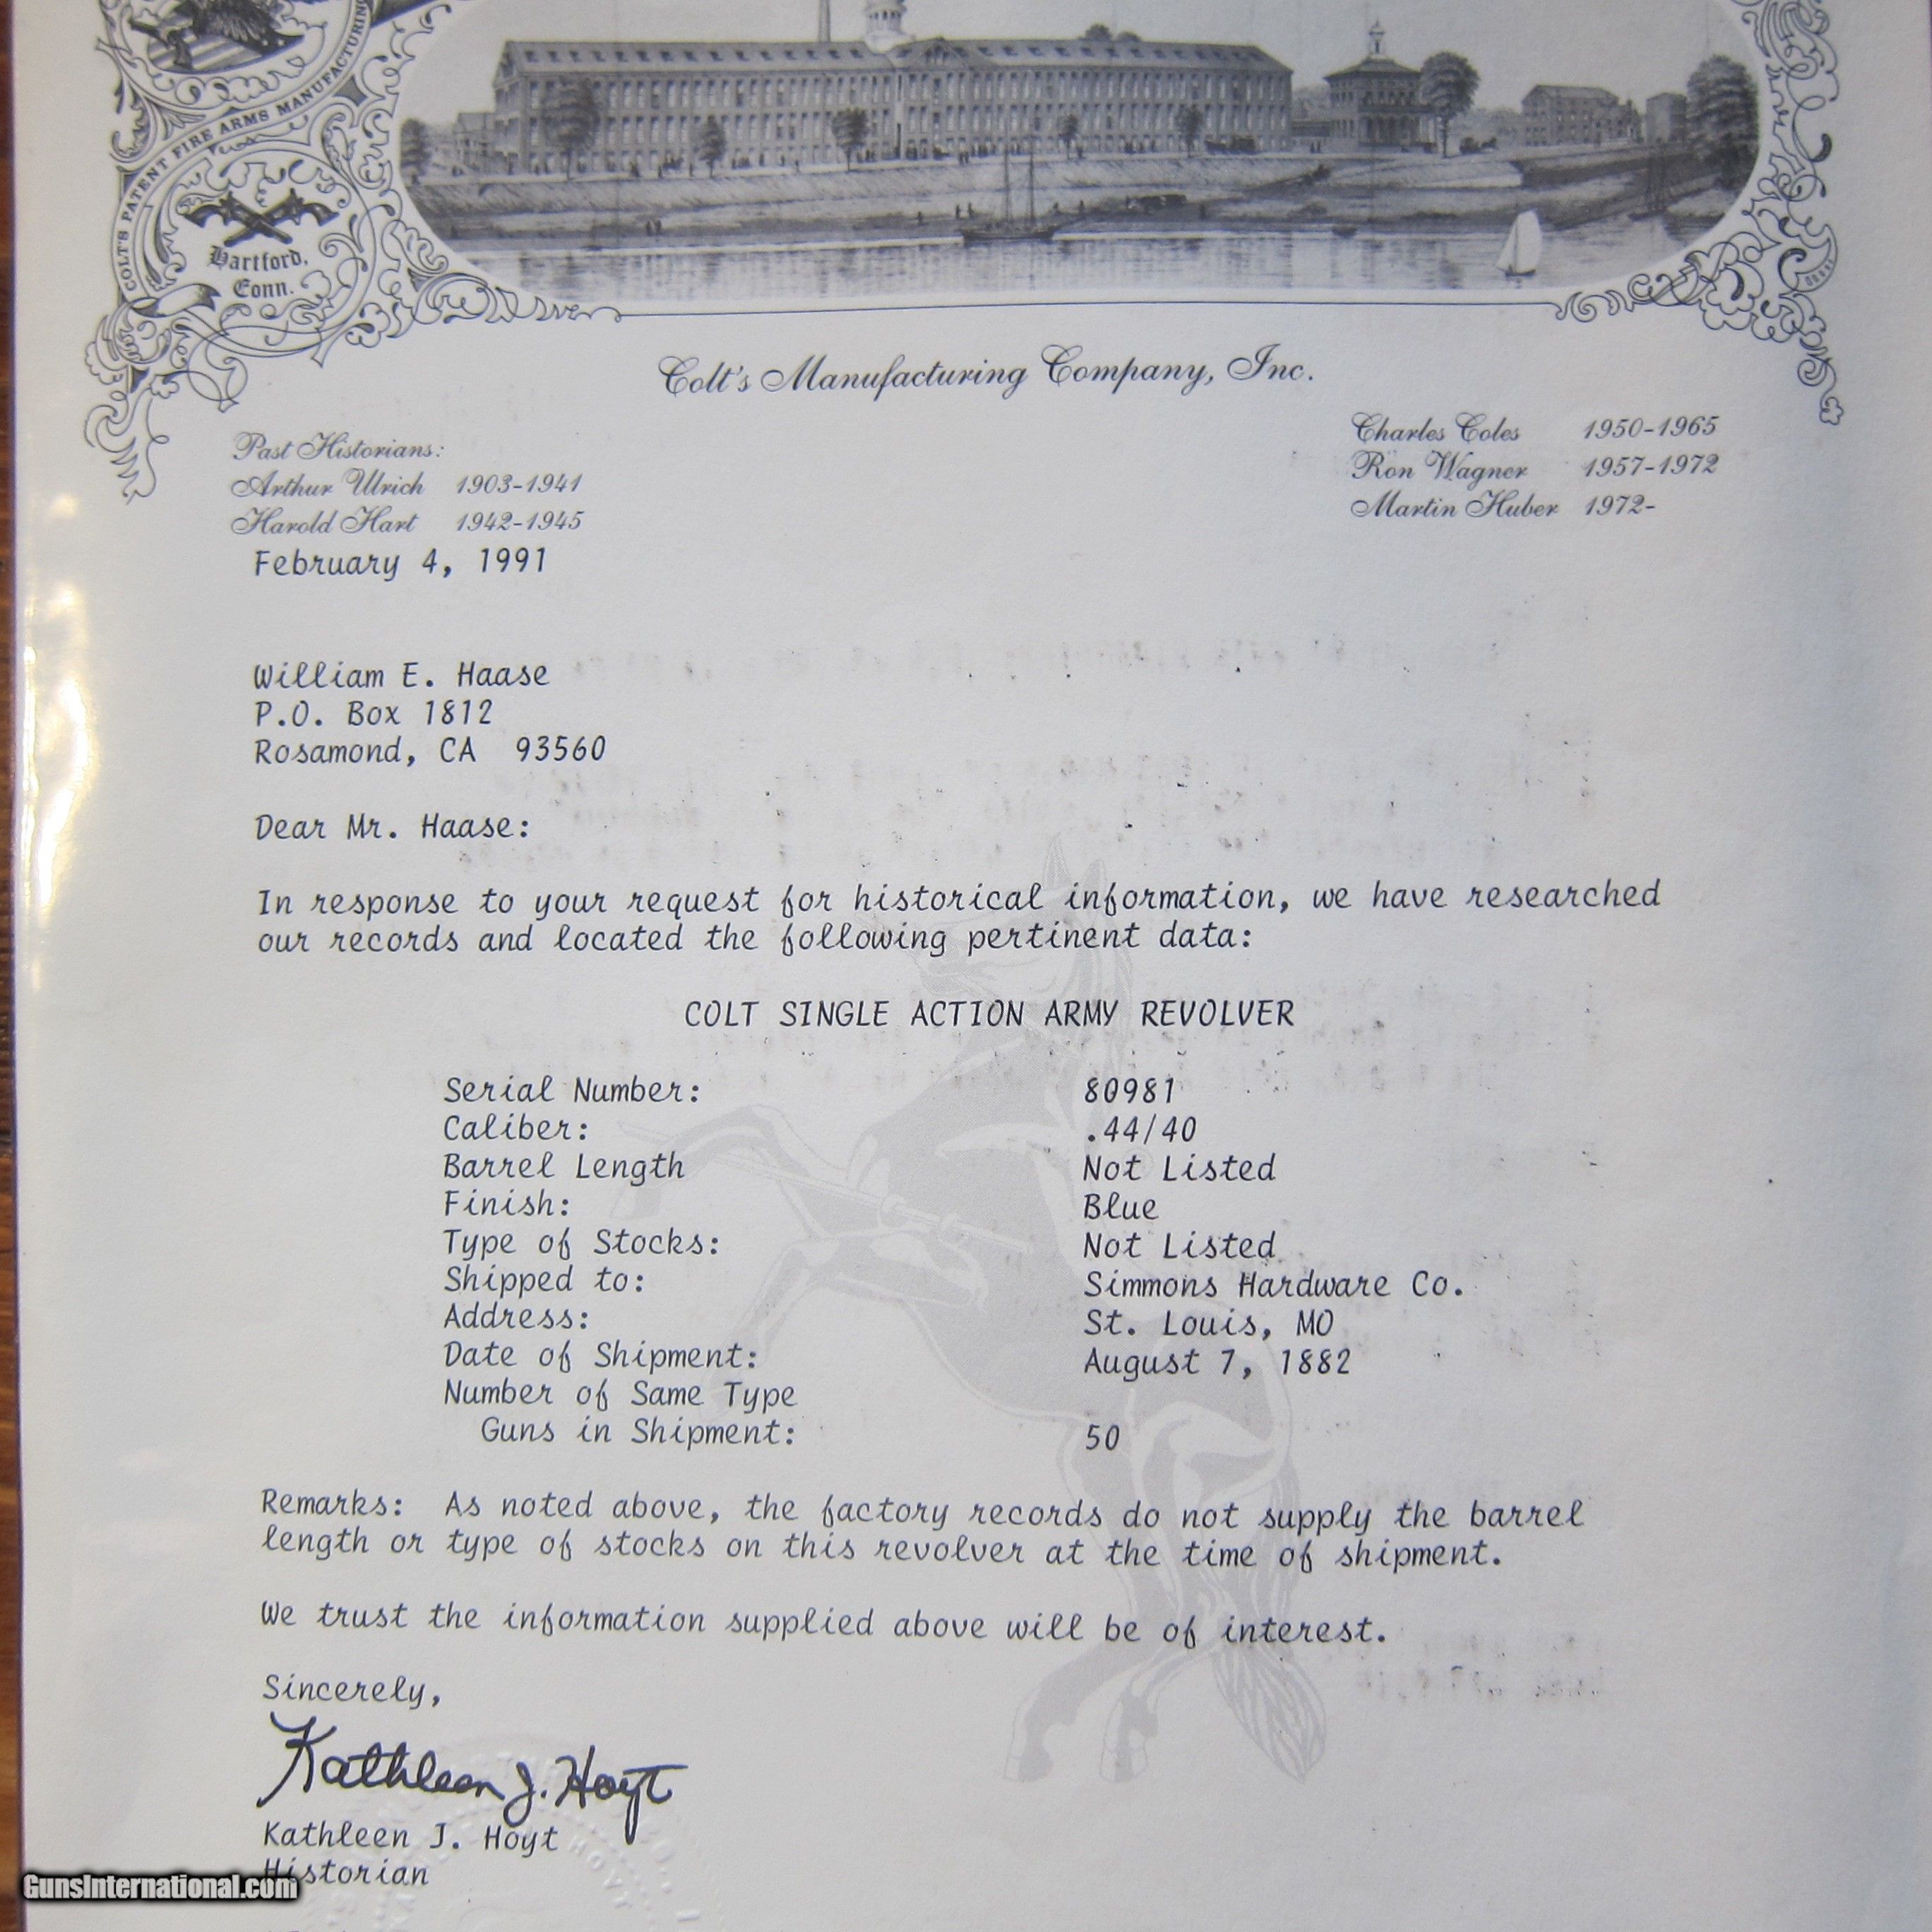 COLT'S PATENT FIRE ARMS MANUFACTURING
Hartford,
Conn.
Colt's Manufacturing Company, Inc.
Past Historians:
Arthur Ulrich 1903-1941
Harold Hart 1942-1945
Charles Coles 1950-1965
Ron Wagner 1957-1972
Martin Huber 1972-
February 4, 1991
William E. Haase
P.O. Box 1812
Rosamond, CA 93560
Dear Mr. Haase:
In response to your request for historical information, we have researched
our records and located the following pertinent data:
COLT SINGLE ACTION ARMY REVOLVER
Serial Number: 80981
Caliber: .44/40
Barrel Length Not Listed
Finish: Blue
Type of Stocks: Not Listed
Shipped to: Simmons Hardware Co.
Address: St. Louis, MO
Date of Shipment: August 7, 1882
Number of Same Type
Guns in Shipment: 50
Remarks: As noted above, the factory records do not supply the barrel
length or type of stocks on this revolver at the time of shipment.
We trust the information supplied above will be of interest.
Sincerely,
Kathleen J. Hoyt
Kathleen J. Hoyt
Historian
GunsInternational.com